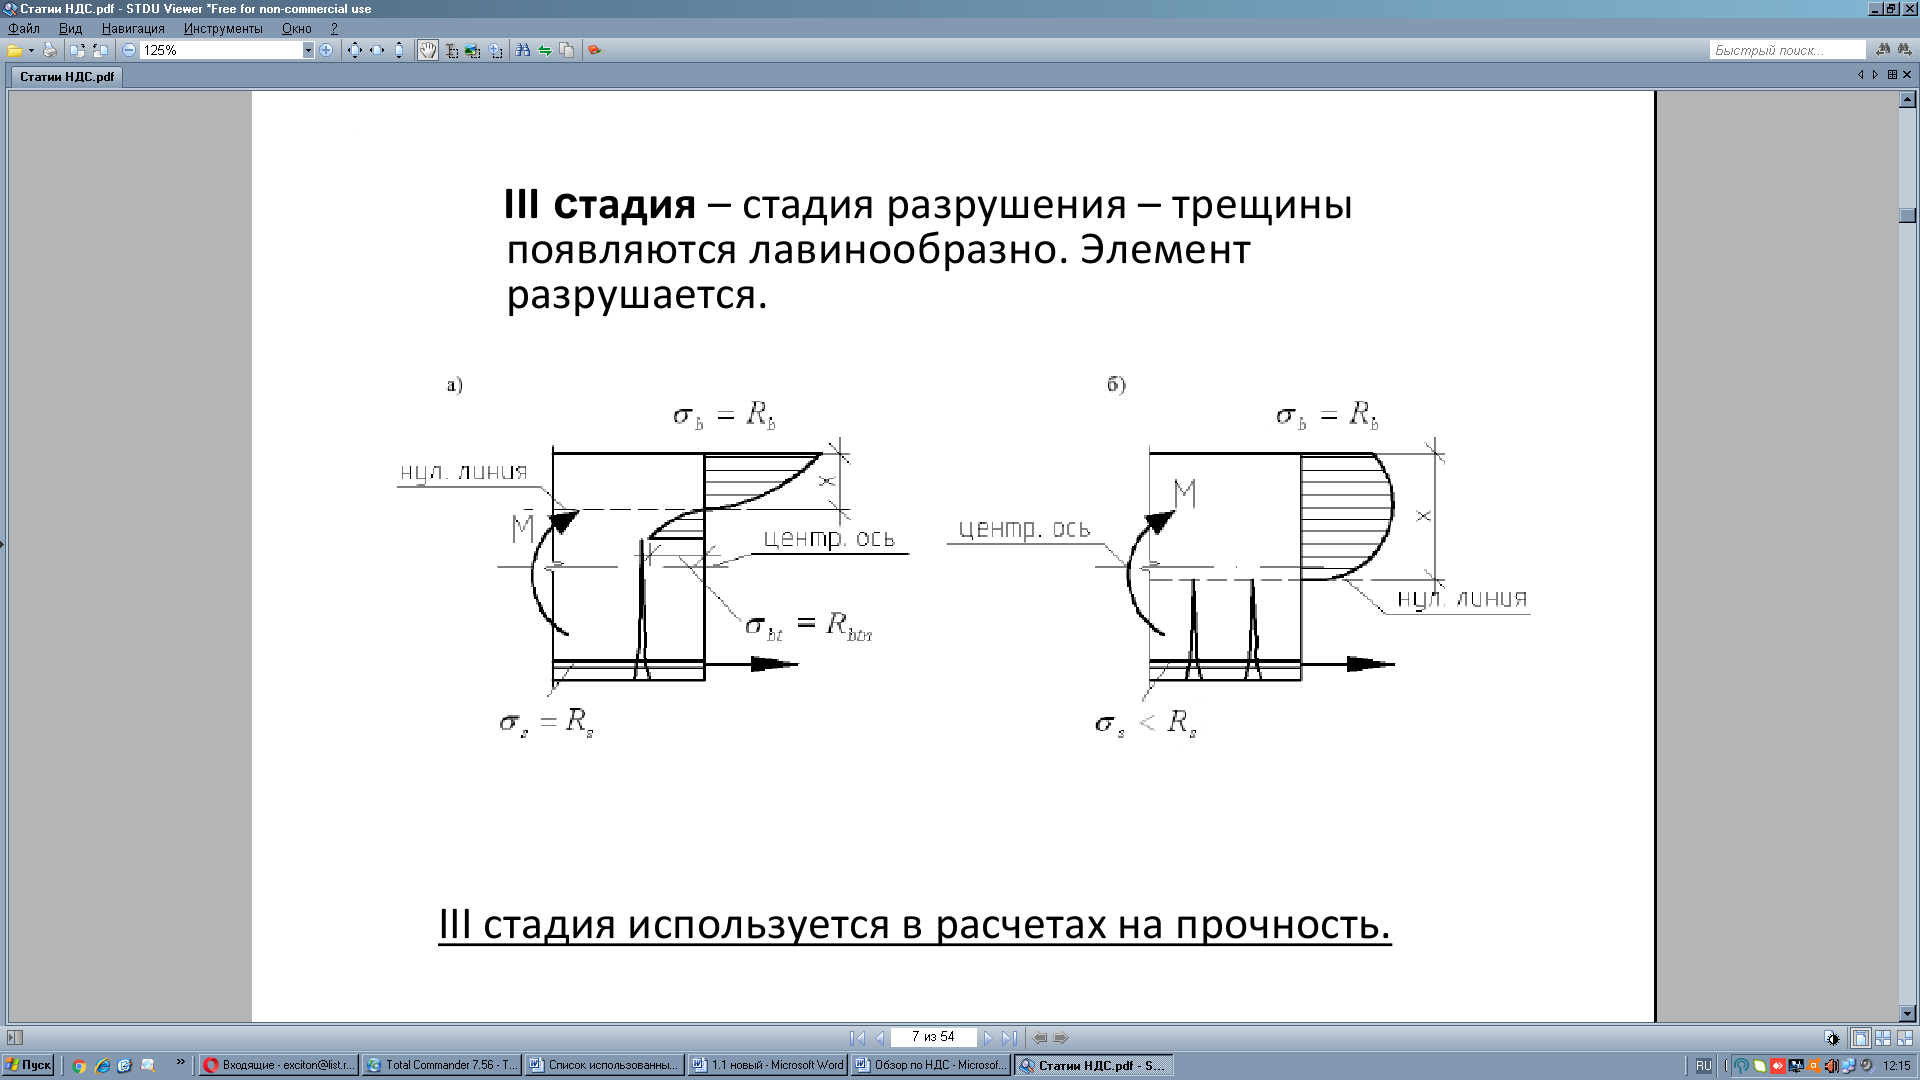 Статии НДС.pdf - STDU Viewer *Free for non-commercial use
Файл Вид Навигация Инструменты Окно ?
125%
Быстрый поиск...
Статии НДС.pdf
III стадия – стадия разрушения – трещины
появляются лавинообразно. Элемент
разрушается.
а)
б)
σb = Rb
σb = Rb
нул. линия
x
M
центр. ось
σbt = Rbtn
σs = Rs
M
центр. ось
x
нул. линия
σs < Rs
III стадия используется в расчетах на прочность.
7 из 54
Пуск
»
Входящие - exciton@list.r...
Total Commander 7.56 - T...
Список использованны...
1.1 новый - Microsoft Word
Обзор по НДС - Microsof...
Статии НДС.pdf - S...
RU
12:15